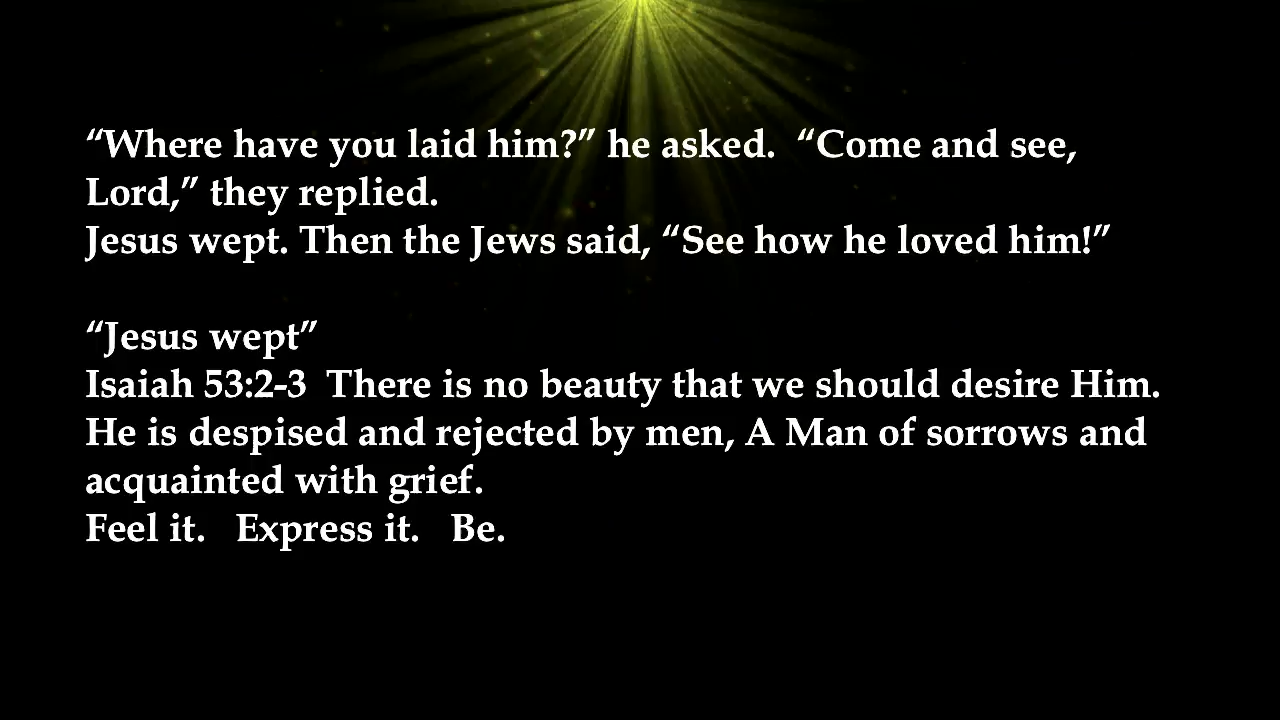 “Where have you laid him?” he asked.  “Come and see,
Lord,” they replied.
Jesus wept. Then the Jews said, “See how he loved him!”
“Jesus wept”
Isaiah 53:2-3  There is no beauty that we should desire Him.
He is despised and rejected by men, A Man of sorrows and
acquainted with grief.
Feel it.   Express it.   Be.